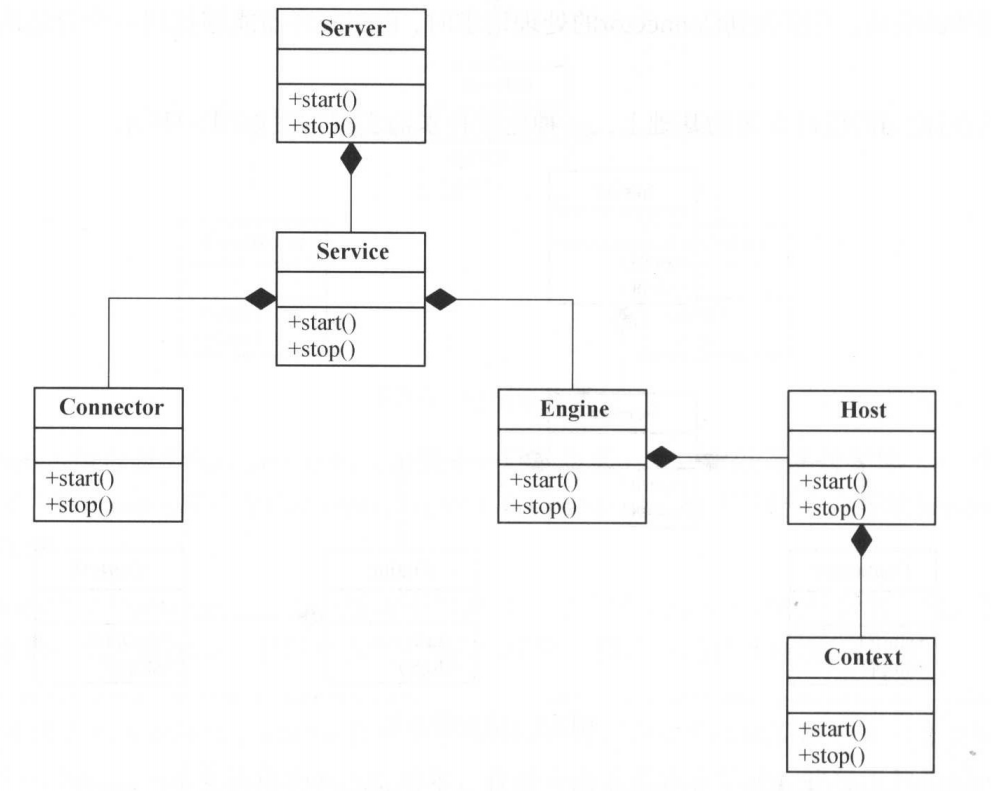 Server
+start()
+stop()
Service
+start()
+stop()
Connector
+start()
+stop()
Engine
+start()
+stop()
Host
+start()
+stop()
Context
+start()
+stop()